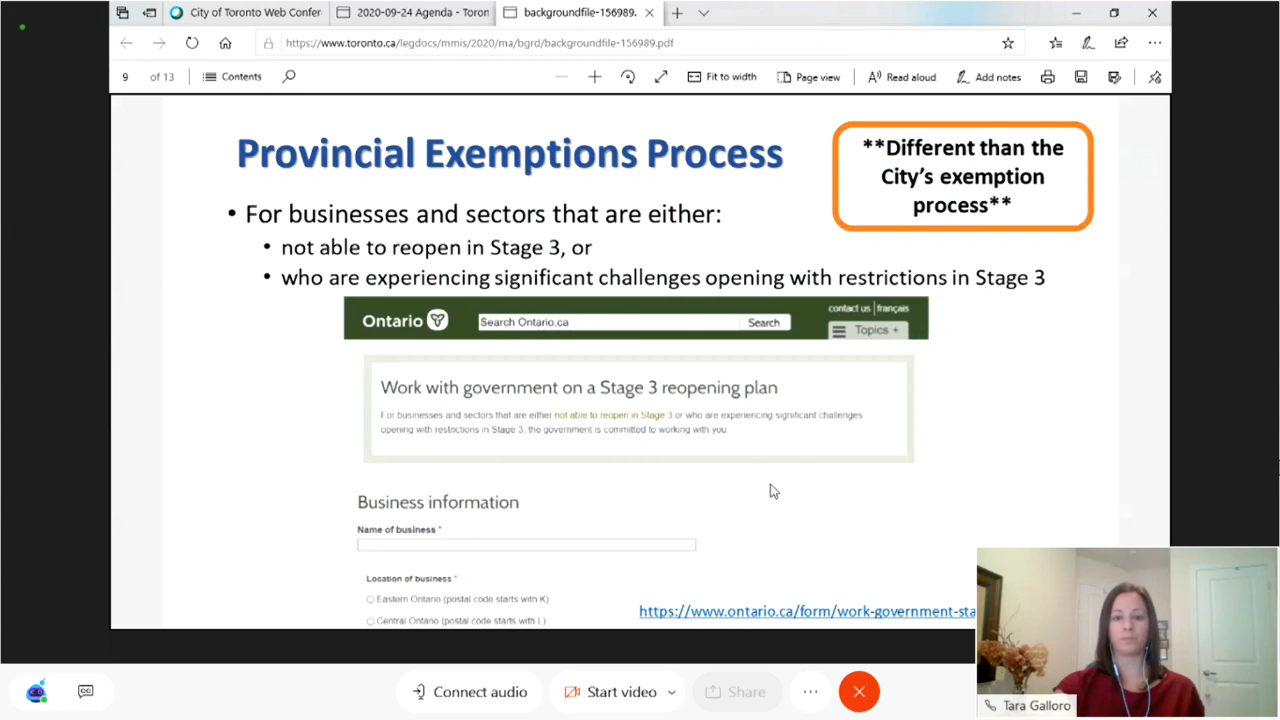 City of Toronto Web Confer
2020-09-24 Agenda - Toron
backgroundfile-156989.
https://www.toronto.ca/legdocs/mmis/2020/ma/bgrd/backgroundfile-156989.pdf
9 of 13
Contents
Fit to width
Page view
Read aloud
Add notes
Provincial Exemptions Process
**Different than the
City's exemption
process**
• For businesses and sectors that are either:
• not able to reopen in Stage 3, or
• who are experiencing significant challenges opening with restrictions in Stage 3
contact us | français
Ontario
Search Ontario.ca
Search
Topics +
Work with government on a Stage 3 reopening plan
For businesses and sectors that are either not able to reopen in Stage 3 or who are experiencing significant challenges
opening with restrictions in Stage 3, the government is committed to working with you.
Business information
Name of business *
Location of business *
Eastern Ontario (postal code starts with K)
Central Ontario (postal code starts with L)
https://www.ontario.ca/form/work-government-sta
Tara Galloro
CC
Connect audio
Start video
Share